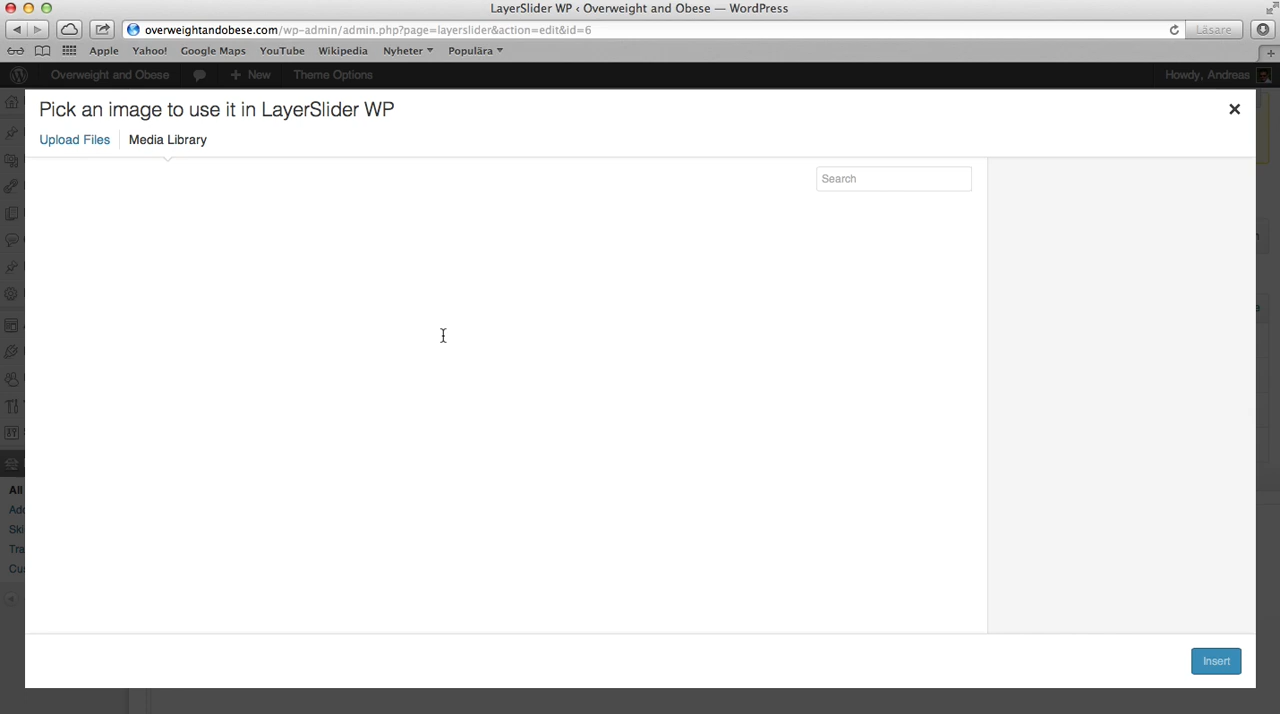 LayerSlider WP ‹ Overweight and Obese — WordPress
overweightandobese.com/wp-admin/admin.php?page=layerslider&action=edit&id=6
Läsare
Apple Yahoo! Google Maps YouTube Wikipedia Nyheter Populära
Overweight and Obese + New Theme Options Howdy, Andreas
Pick an image to use it in LayerSlider WP
Upload Files Media Library
Search
All
Insert